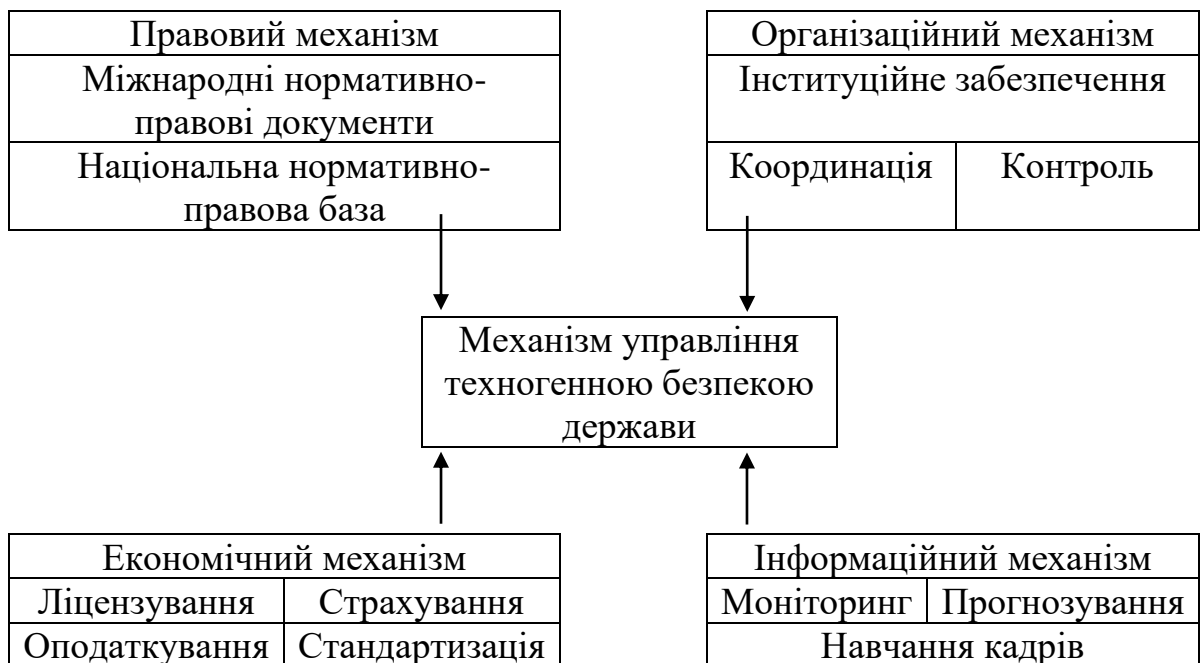 Правовий механізм
Міжнародні нормативно-
правові документи
Національна нормативно-
правова база
Організаційний механізм
Інституційне забезпечення
Координація
Контроль
Механізм управління
техногенною безпекою
держави
Економічний механізм
Ліцензування
Страхування
Оподаткування
Стандартизація
Інформаційний механізм
Моніторинг
Прогнозування
Навчання кадрів